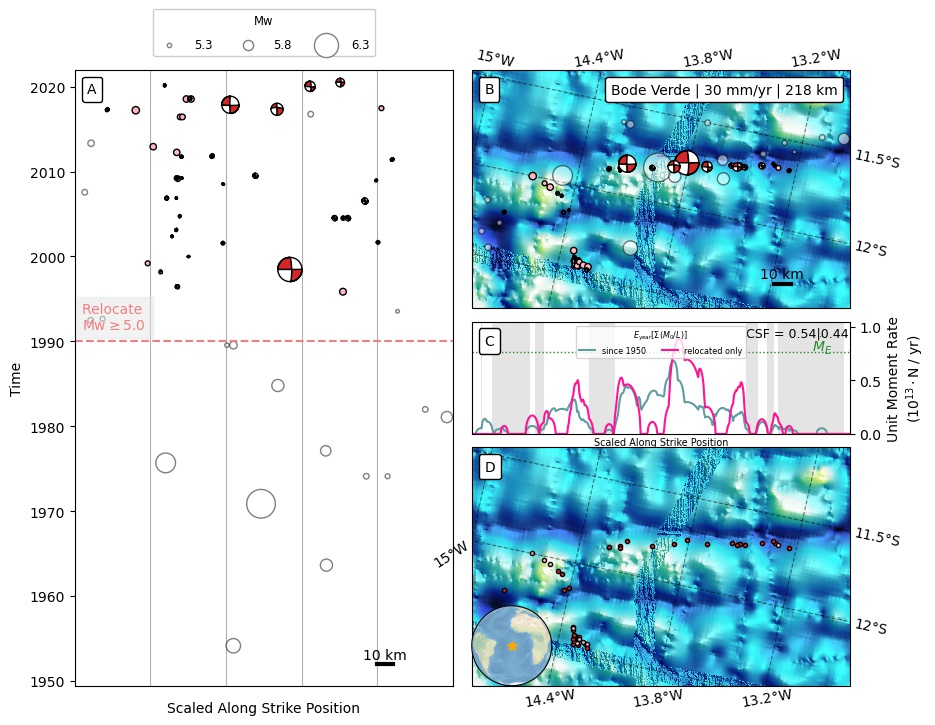 Mw
5.3 5.8 6.3
15°W 14.4°W 13.8°W 13.2°W
A
2020
2010
2000
1990
1980
1970
1960
1950
Time
Relocate
Mw ≥ 5.0
10 km
Scaled Along Strike Position
B
Bode Verde | 30 mm/yr | 218 km
11.5°S
12°S
10 km
C
E_year[Σ(M_0/L)]
since 1950 relocated only
CSF = 0.54|0.44
M_E
1.0
0.5
0.0
Unit Moment Rate
(10^13 · N / yr)
Scaled Along Strike Position
D
15°W
11.5°S
12°S
14.4°W 13.8°W 13.2°W